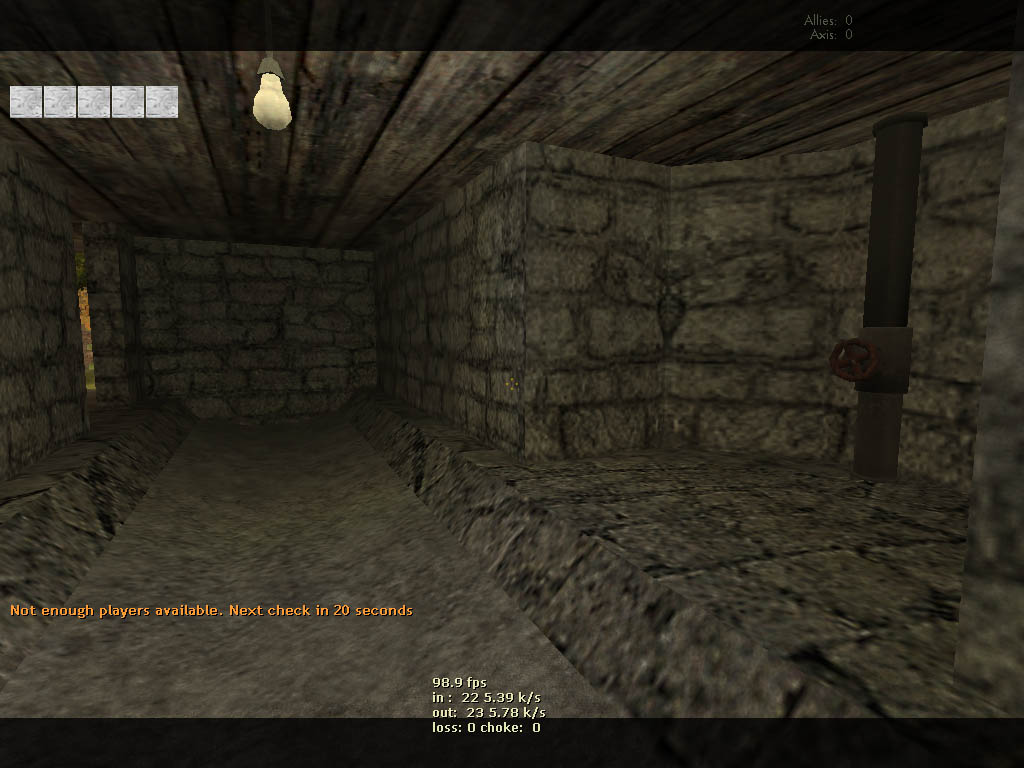 Allies: 0
Axis: 0
Not enough players available. Next check in 20 seconds
98.9 fps
in : 22 5.39 k/s
out: 23 5.78 k/s
loss: 0 choke: 0